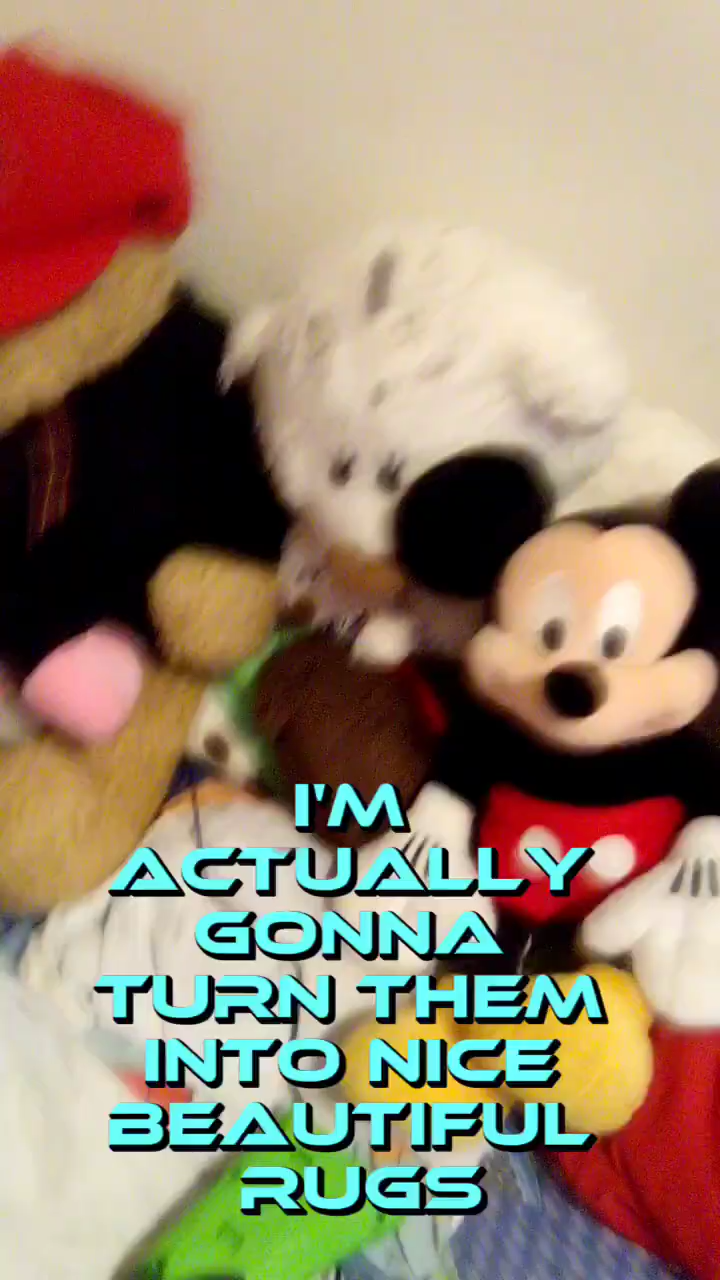 I'M
ACTUALLY
GONNA
TURN THEM
INTO NICE
BEAUTIFUL
RUGS